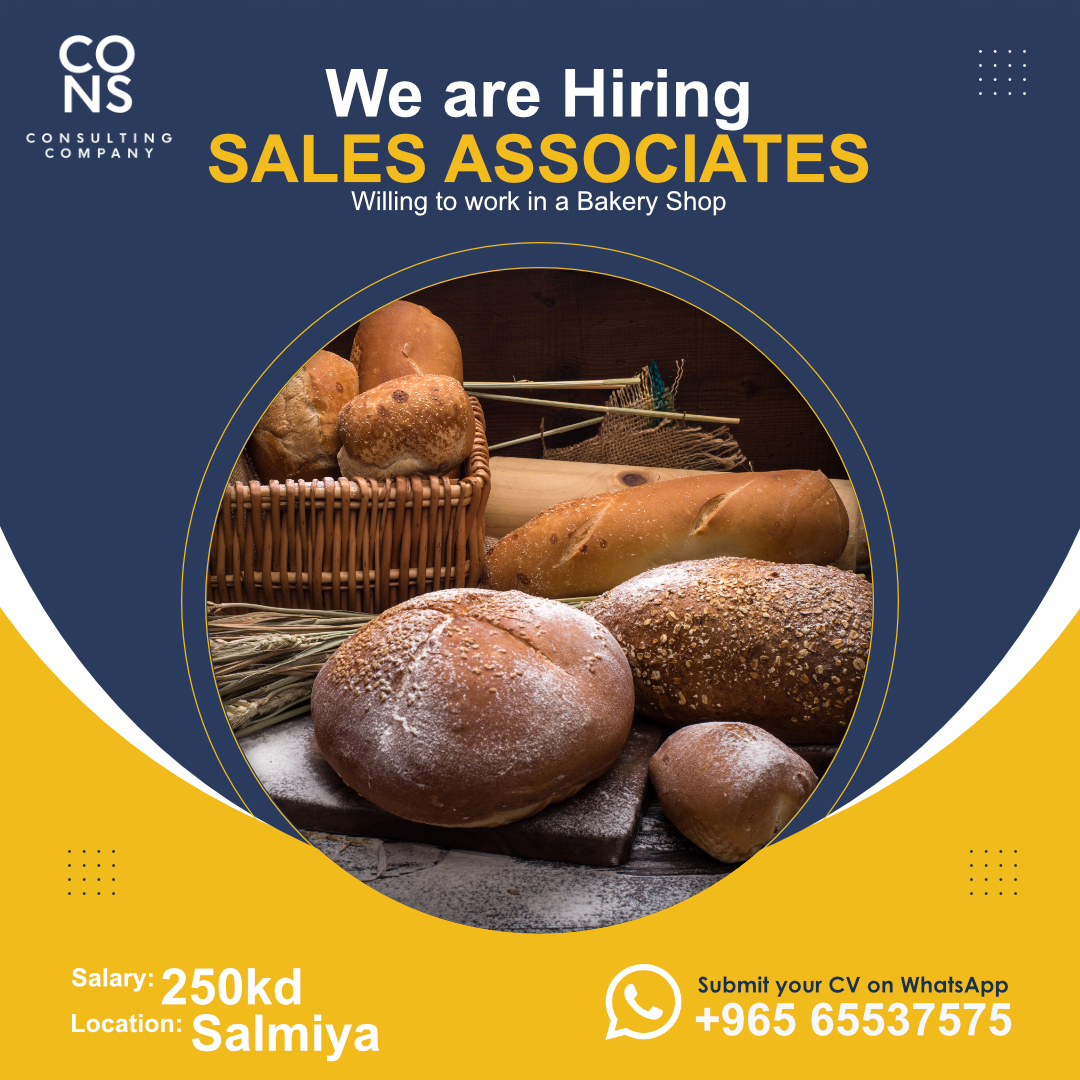 CO
NS
CONSULTING
COMPANY
We are Hiring
SALES ASSOCIATES
Willing to work in a Bakery Shop
Salary: 250kd
Location: Salmiya
Submit your CV on WhatsApp
+965 65537575